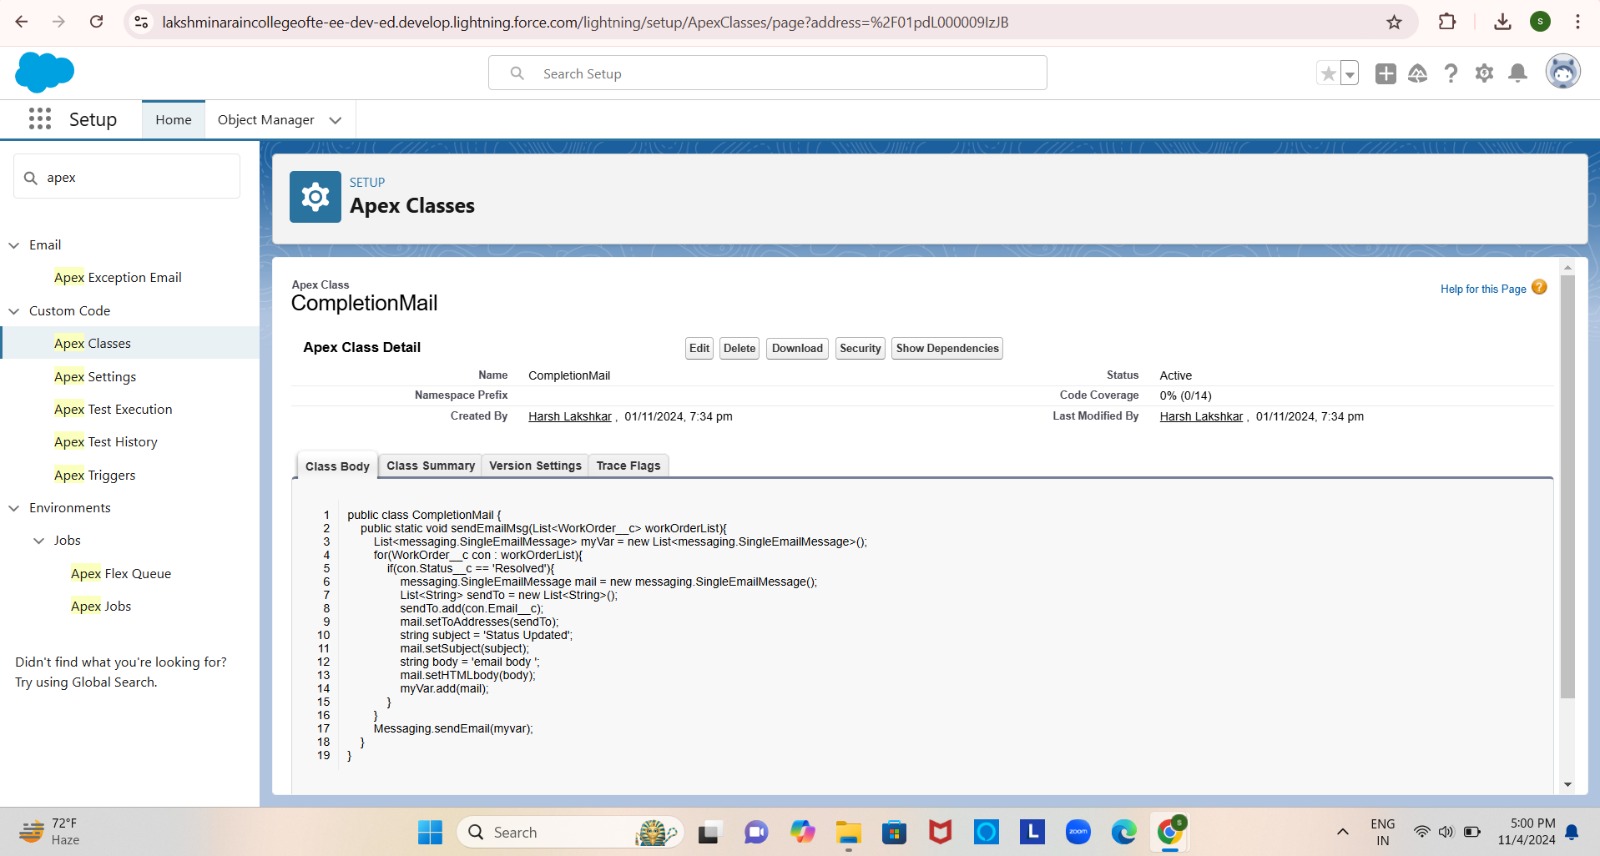 lakshminaraincollegeofte-ee-dev-ed.develop.lightning.force.com/lightning/setup/ApexClasses/page?address=%2F01pdL000009IzJB
S
Search Setup
Setup
Home
Object Manager
apex
Email
Apex Exception Email
Custom Code
Apex Classes
Apex Settings
Apex Test Execution
Apex Test History
Apex Triggers
Environments
Jobs
Apex Flex Queue
Apex Jobs
Didn't find what you're looking for?
Try using Global Search.
SETUP
Apex Classes
Apex Class
CompletionMail
Help for this Page ?
Apex Class Detail
Edit Delete Download Security Show Dependencies
Name CompletionMail Status Active
Namespace Prefix Code Coverage 0% (0/14)
Created By Harsh Lakshkar , 01/11/2024, 7:34 pm Last Modified By Harsh Lakshkar , 01/11/2024, 7:34 pm
Class Body Class Summary Version Settings Trace Flags
1 public class CompletionMail {
2 public static void sendEmailMsg(List<WorkOrder__c> workOrderList){
3 List<messaging.SingleEmailMessage> myVar = new List<messaging.SingleEmailMessage>();
4 for(WorkOrder__c con : workOrderList){
5 if(con.Status__c == 'Resolved'){
6 messaging.SingleEmailMessage mail = new messaging.SingleEmailMessage();
7 List<String> sendTo = new List<String>();
8 sendTo.add(con.Email__c);
9 mail.setToAddresses(sendTo);
10 string subject = 'Status Updated';
11 mail.setSubject(subject);
12 string body = 'email body ';
13 mail.setHTMLbody(body);
14 myVar.add(mail);
15 }
16 }
17 Messaging.sendEmail(myvar);
18 }
19 }
72°F
Haze
Search
L
zoom
S
ENG
IN
5:00 PM
11/4/2024